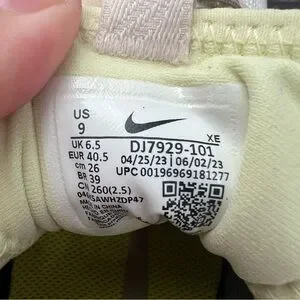 US
9
XE
UK 6.5
EUR 40.5
cm 26
BR 39
CN 260(2.5)
DJ7929-101
04/25/23 | 06/02/23
UPC 00196969181277